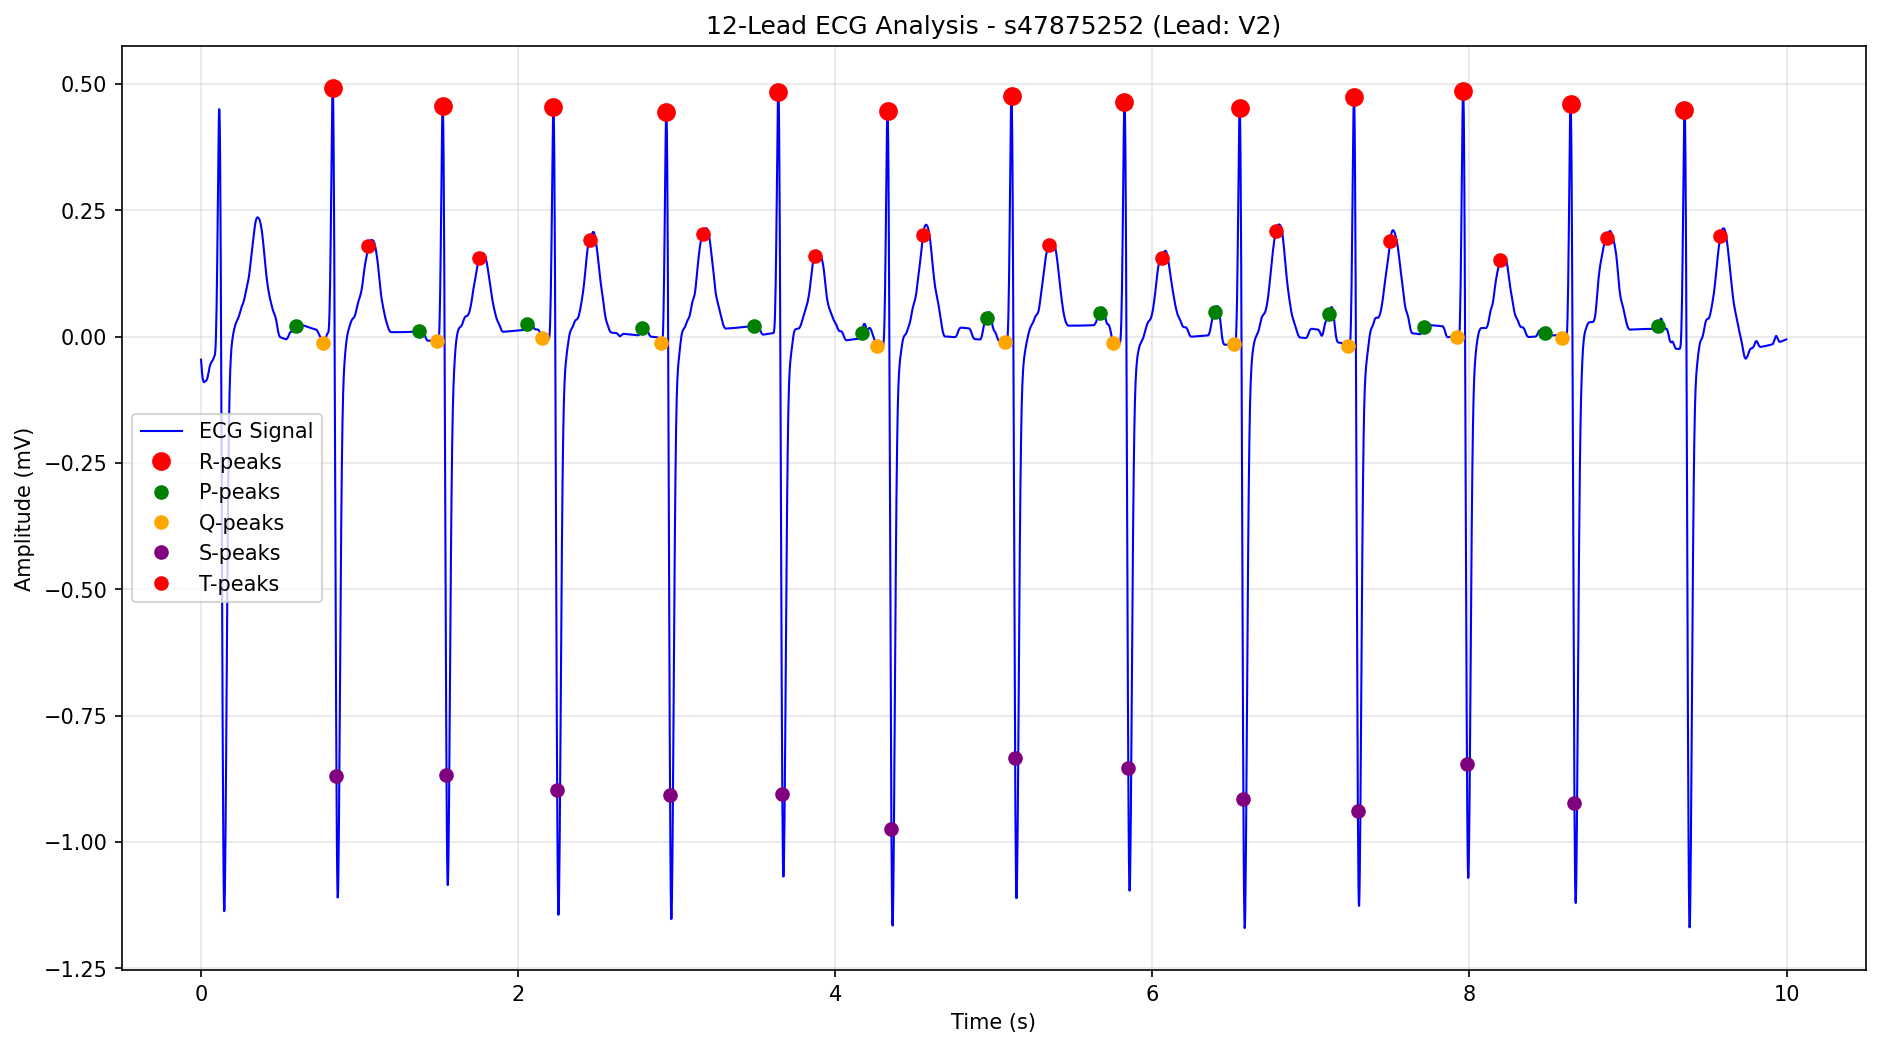 12-Lead ECG Analysis - s47875252 (Lead: V2)
Amplitude (mV)
0.50
0.25
0.00
−0.25
−0.50
−0.75
−1.00
−1.25
ECG Signal
R-peaks
P-peaks
Q-peaks
S-peaks
T-peaks
0 2 4 6 8 10
Time (s)